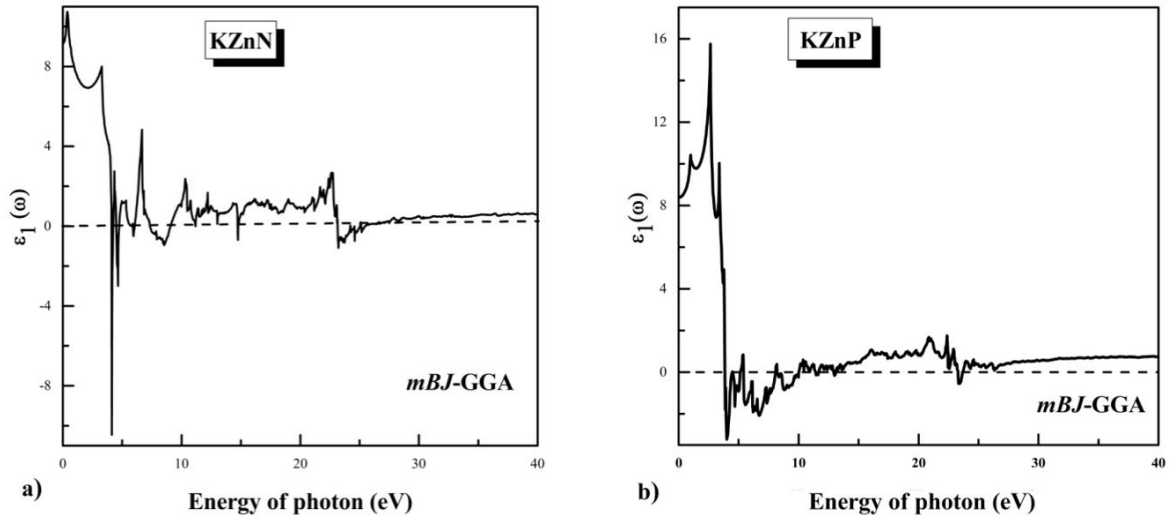 KZnN
8
4
0
-4
-8
ε1(ω)
mBJ-GGA
0
10
20
30
40
a)
Energy of photon (eV)
KZnP
16
12
8
4
0
ε1(ω)
mBJ-GGA
0
10
20
30
40
b)
Energy of photon (eV)